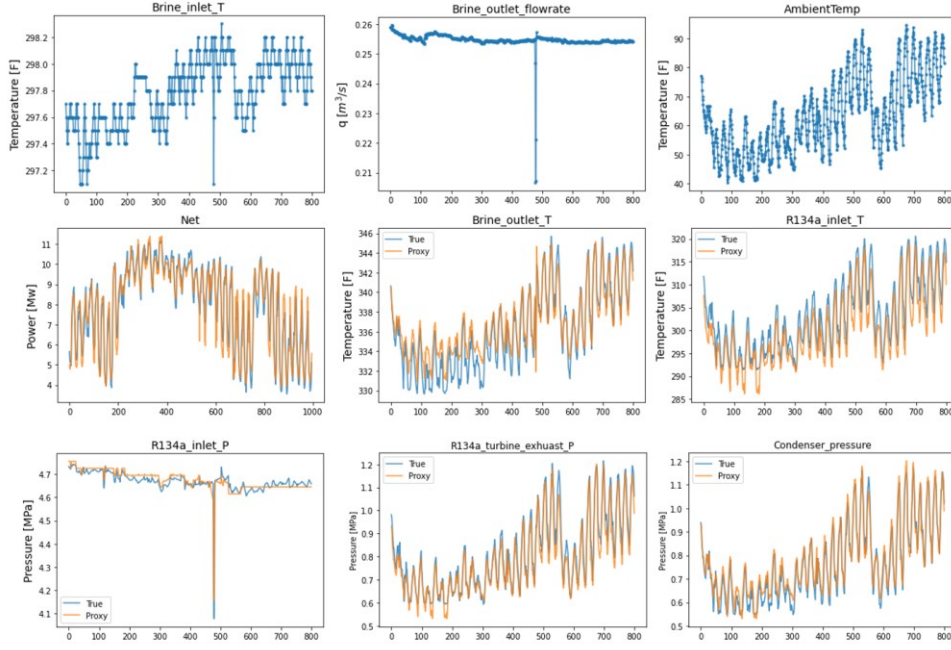 Brine_inlet_T
Temperature [F]
298.2
298.0
297.8
297.6
297.4
297.2
0 100 200 300 400 500 600 700 800
Brine_outlet_flowrate
q [m³/s]
0.26
0.25
0.24
0.23
0.22
0.21
0 100 200 300 400 500 600 700 800
AmbientTemp
Temperature [F]
90
80
70
60
50
40
0 100 200 300 400 500 600 700 800
Net
Power [Mw]
11
10
9
8
7
6
5
4
0 200 400 600 800 1000
Brine_outlet_T
True
Proxy
Temperature [F]
346
344
342
340
338
336
334
332
330
0 100 200 300 400 500 600 700 800
R134a_inlet_T
True
Proxy
Temperature [F]
320
315
310
305
300
295
290
285
0 100 200 300 400 500 600 700 800
R134a_inlet_P
Pressure [MPa]
4.7
4.6
4.5
4.4
4.3
4.2
4.1
True
Proxy
0 100 200 300 400 500 600 700 800
R134a_turbine_exhuast_P
True
Proxy
Pressure [MPa]
1.2
1.1
1.0
0.9
0.8
0.7
0.6
0.5
0 100 200 300 400 500 600 700 800
Condenser_pressure
True
Proxy
Pressure [MPa]
1.2
1.1
1.0
0.9
0.8
0.7
0.6
0.5
0 100 200 300 400 500 600 700 800